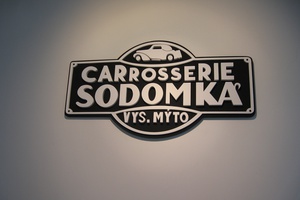 CARROSSERIE
SODOMKA
VYS. MÝTO